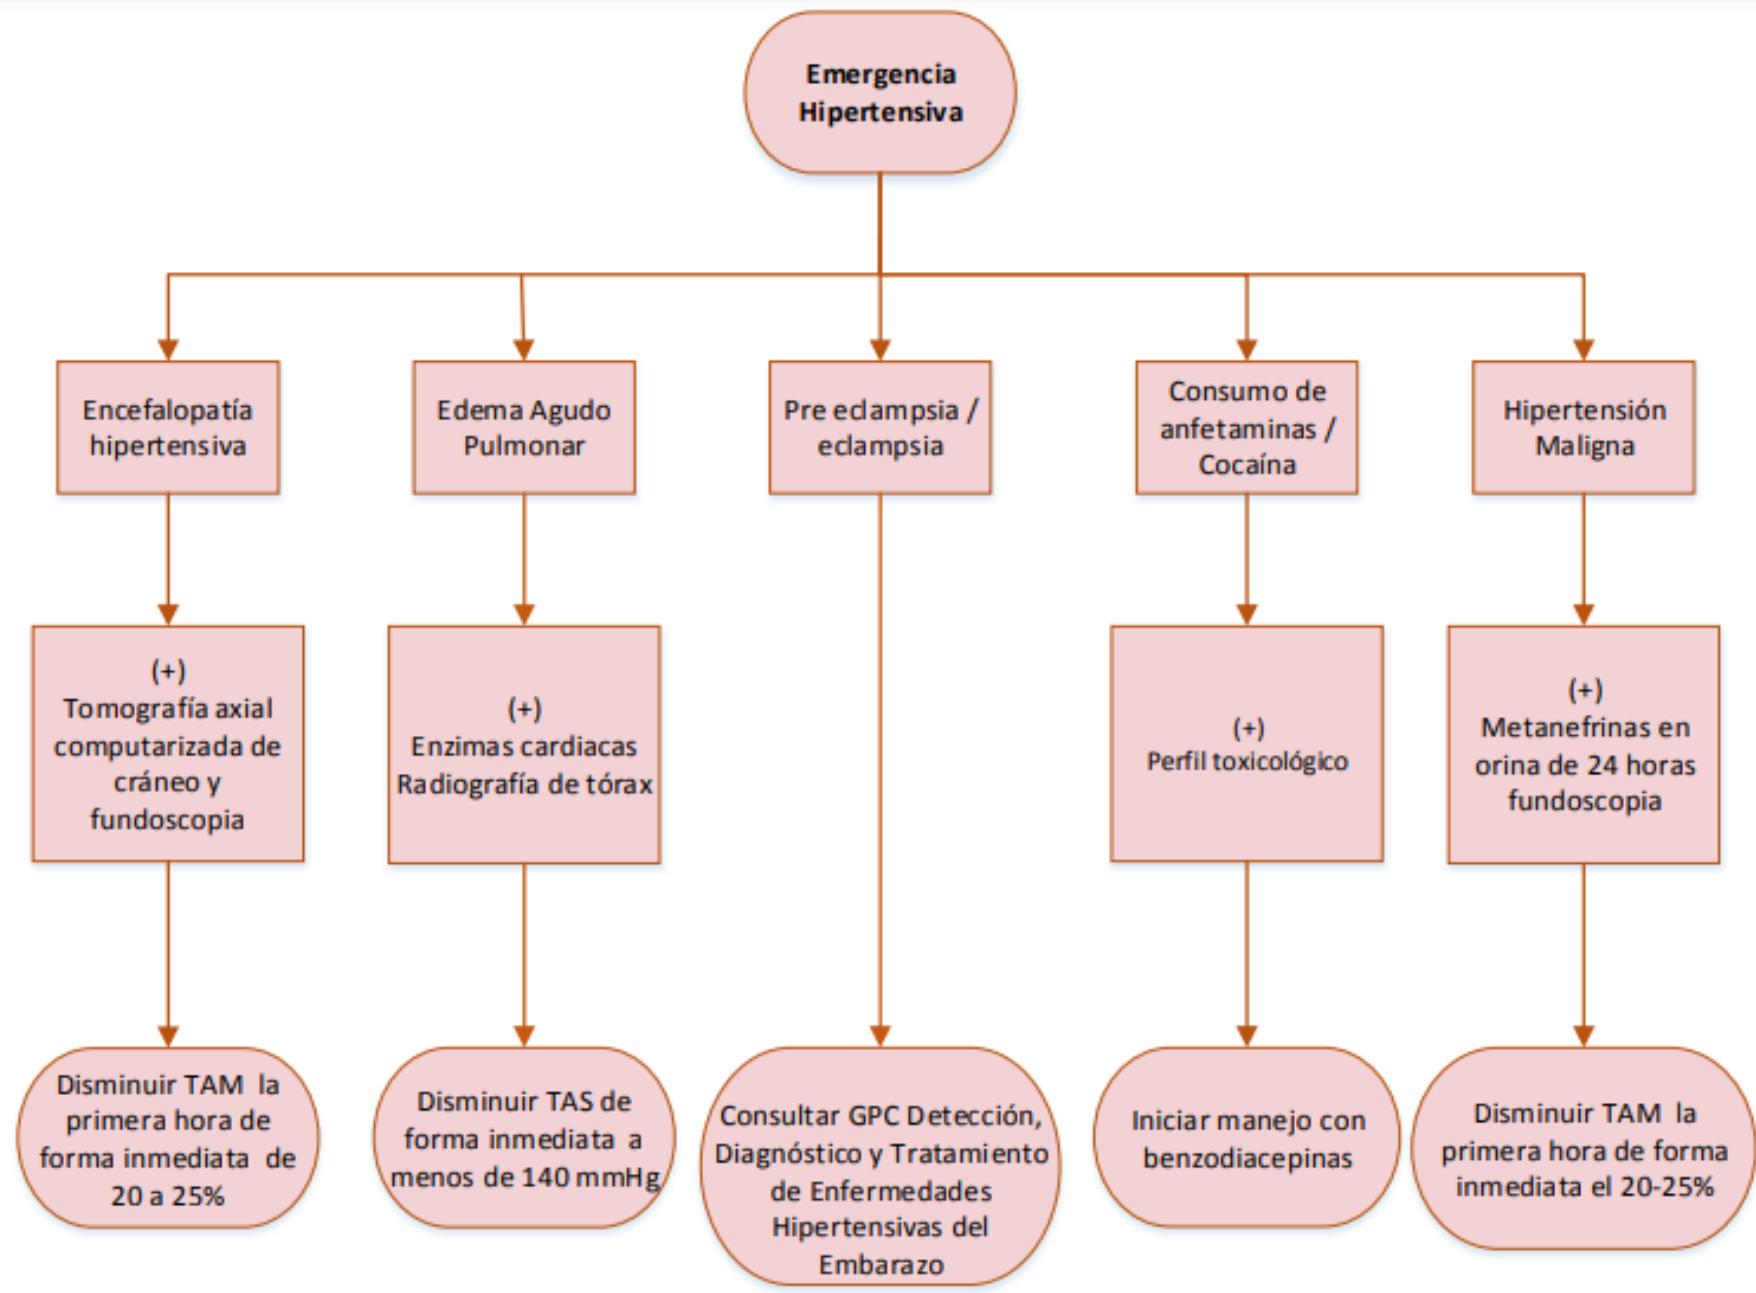 Emergencia
Hipertensiva
Encefalopatía
hipertensiva
Edema Agudo
Pulmonar
Pre eclampsia /
eclampsia
Consumo de
anfetaminas /
Cocaína
Hipertensión
Maligna
(+)
Tomografía axial
computarizada de
cráneo y
fundoscopia
(+)
Enzimas cardiacas
Radiografía de tórax
(+)
Perfil toxicológico
(+)
Metanefrinas en
orina de 24 horas
fundoscopia
Disminuir TAM la
primera hora de
forma inmediata de
20 a 25%
Disminuir TAS de
forma inmediata a
menos de 140 mmHg
Consultar GPC Detección,
Diagnóstico y Tratamiento
de Enfermedades
Hipertensivas del
Embarazo
Iniciar manejo con
benzodiacepinas
Disminuir TAM la
primera hora de forma
inmediata el 20-25%